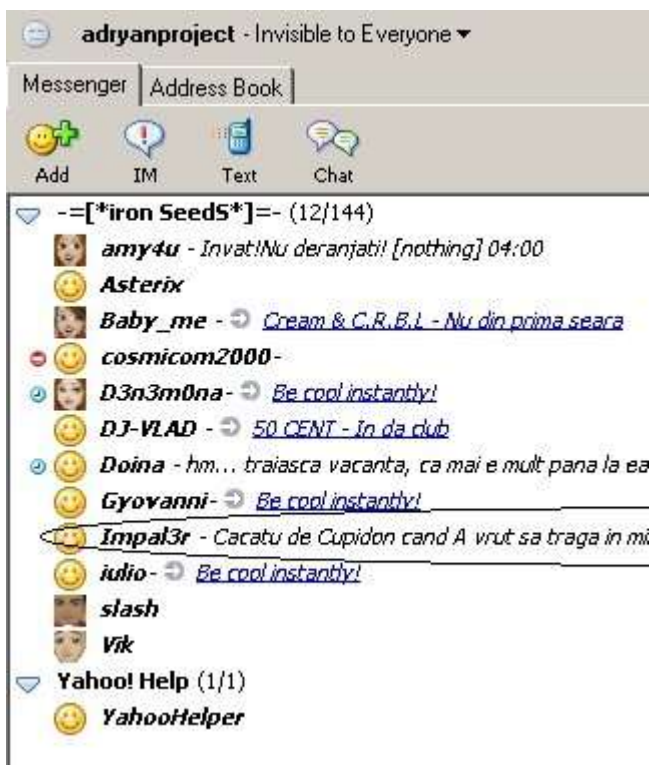 adryanproject - Invisible to Everyone
Messenger Address Book
Add IM Text Chat
-=[*iron SeedS*]=- (12/144)
amy4u - Invat!Nu deranjati! [nothing] 04:00
Asterix
Baby_me - Cream & C.R.B.L - Nu din prima seara
cosmicom2000-
D3n3m0na- Be cool instantly!
DJ-VLAD - 50 CENT - In da club
Doina - hm... traiasca vacanta, ca mai e mult pana la ea
Gyovanni- Be cool instantly!
Impal3r - Cacatu de Cupidon cand A vrut sa traga in mi
iulio- Be cool instantly!
slash
Vik
Yahoo! Help (1/1)
YahooHelper